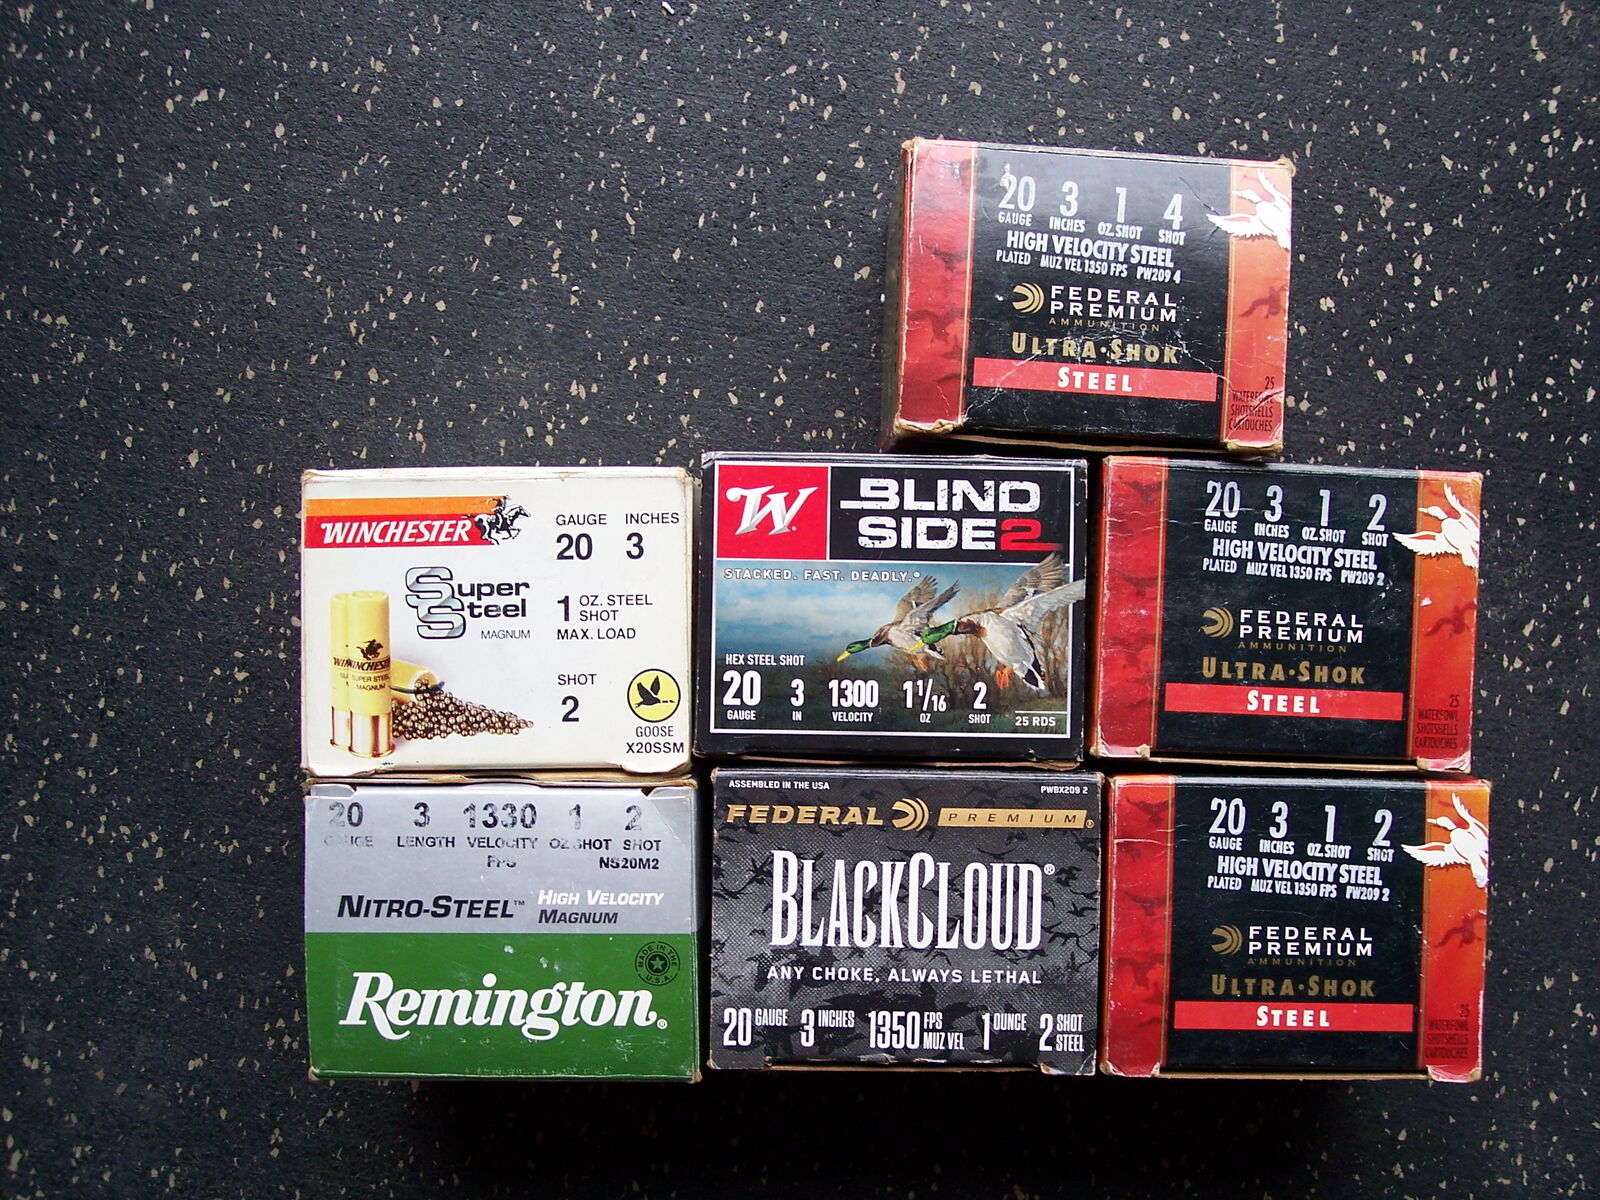 20 3 1 4
GAUGE INCHES OZ. SHOT SHOT
HIGH VELOCITY STEEL
PLATED MUZ VEL 1350 FPS PW209 4
FEDERAL
PREMIUM
AMMUNITION
ULTRA·SHOK
STEEL
25
WATERFOWL
SHOTSHELLS
CARTOUCHES
WINCHESTER
GAUGE INCHES
20 3
Super
Steel
MAGNUM
1 OZ. STEEL
SHOT
MAX. LOAD
SHOT
2
GOOSE
X20SSM
WINCHESTER
SUPER STEEL
MAGNUM
W
BLIND
SIDE2
STACKED. FAST. DEADLY.®
HEX STEEL SHOT
20 3 1300 1 1/16 2
GAUGE IN VELOCITY OZ SHOT
25 RDS
20 3 1 2
GAUGE INCHES OZ. SHOT SHOT
HIGH VELOCITY STEEL
PLATED MUZ VEL 1350 FPS PW209 2
FEDERAL
PREMIUM
AMMUNITION
ULTRA·SHOK
STEEL
25
WATERFOWL
SHOTSHELLS
CARTOUCHES
20 3 1330 1 2
GAUGE LENGTH VELOCITY OZ SHOT SHOT
FPS NS20M2
NITRO-STEEL™ HIGH VELOCITY
MAGNUM
MADE IN THE U.S.A.
Remington®
ASSEMBLED IN THE USA PWBX209 2
FEDERAL PREMIUM®
BLACKCLOUD®
ANY CHOKE, ALWAYS LETHAL
20 GAUGE 3 INCHES 1350 FPS MUZ VEL 1 OUNCE 2 SHOT STEEL
20 3 1 2
GAUGE INCHES OZ. SHOT SHOT
HIGH VELOCITY STEEL
PLATED MUZ VEL 1350 FPS PW209 2
FEDERAL
PREMIUM
AMMUNITION
ULTRA·SHOK
STEEL
25
WATERFOWL
SHOTSHELLS
CARTOUCHES